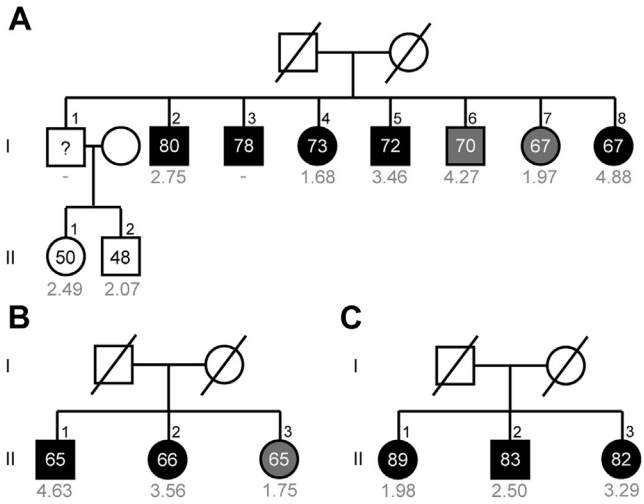 A
1 2 3 4 5 6 7 8
I ? 80 78 73 72 70 67 67
- 2.75 - 1.68 3.46 4.27 1.97 4.88
1 2
II 50 48
2.49 2.07
B C
I I
1 2 3 1 2 3
II 65 66 65 II 89 83 82
4.63 3.56 1.75 1.98 2.50 3.29